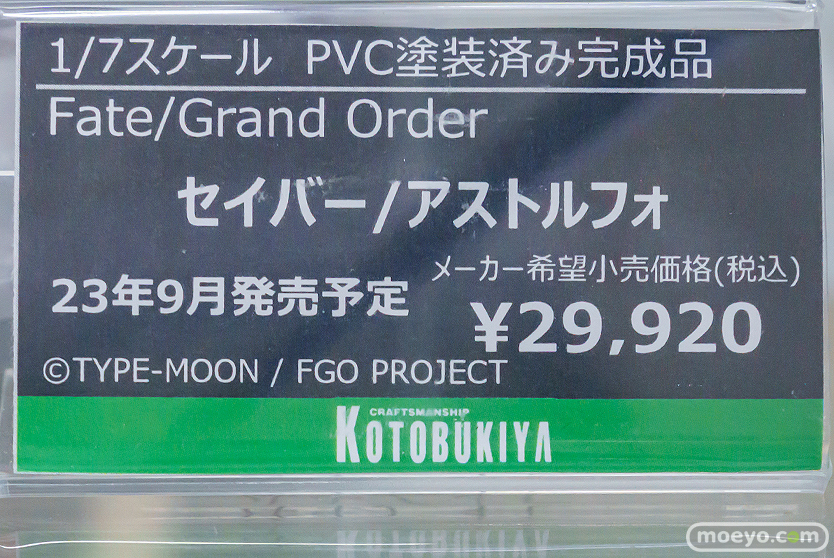 1/7スケール PVC塗装済み完成品
Fate/Grand Order
セイバー/アストルフォ
メーカー希望小売価格(税込)
23年9月発売予定
¥29,920
©TYPE-MOON / FGO PROJECT
CRAFTSMANSHIP
KOTOBUKIYA
moeyo.com